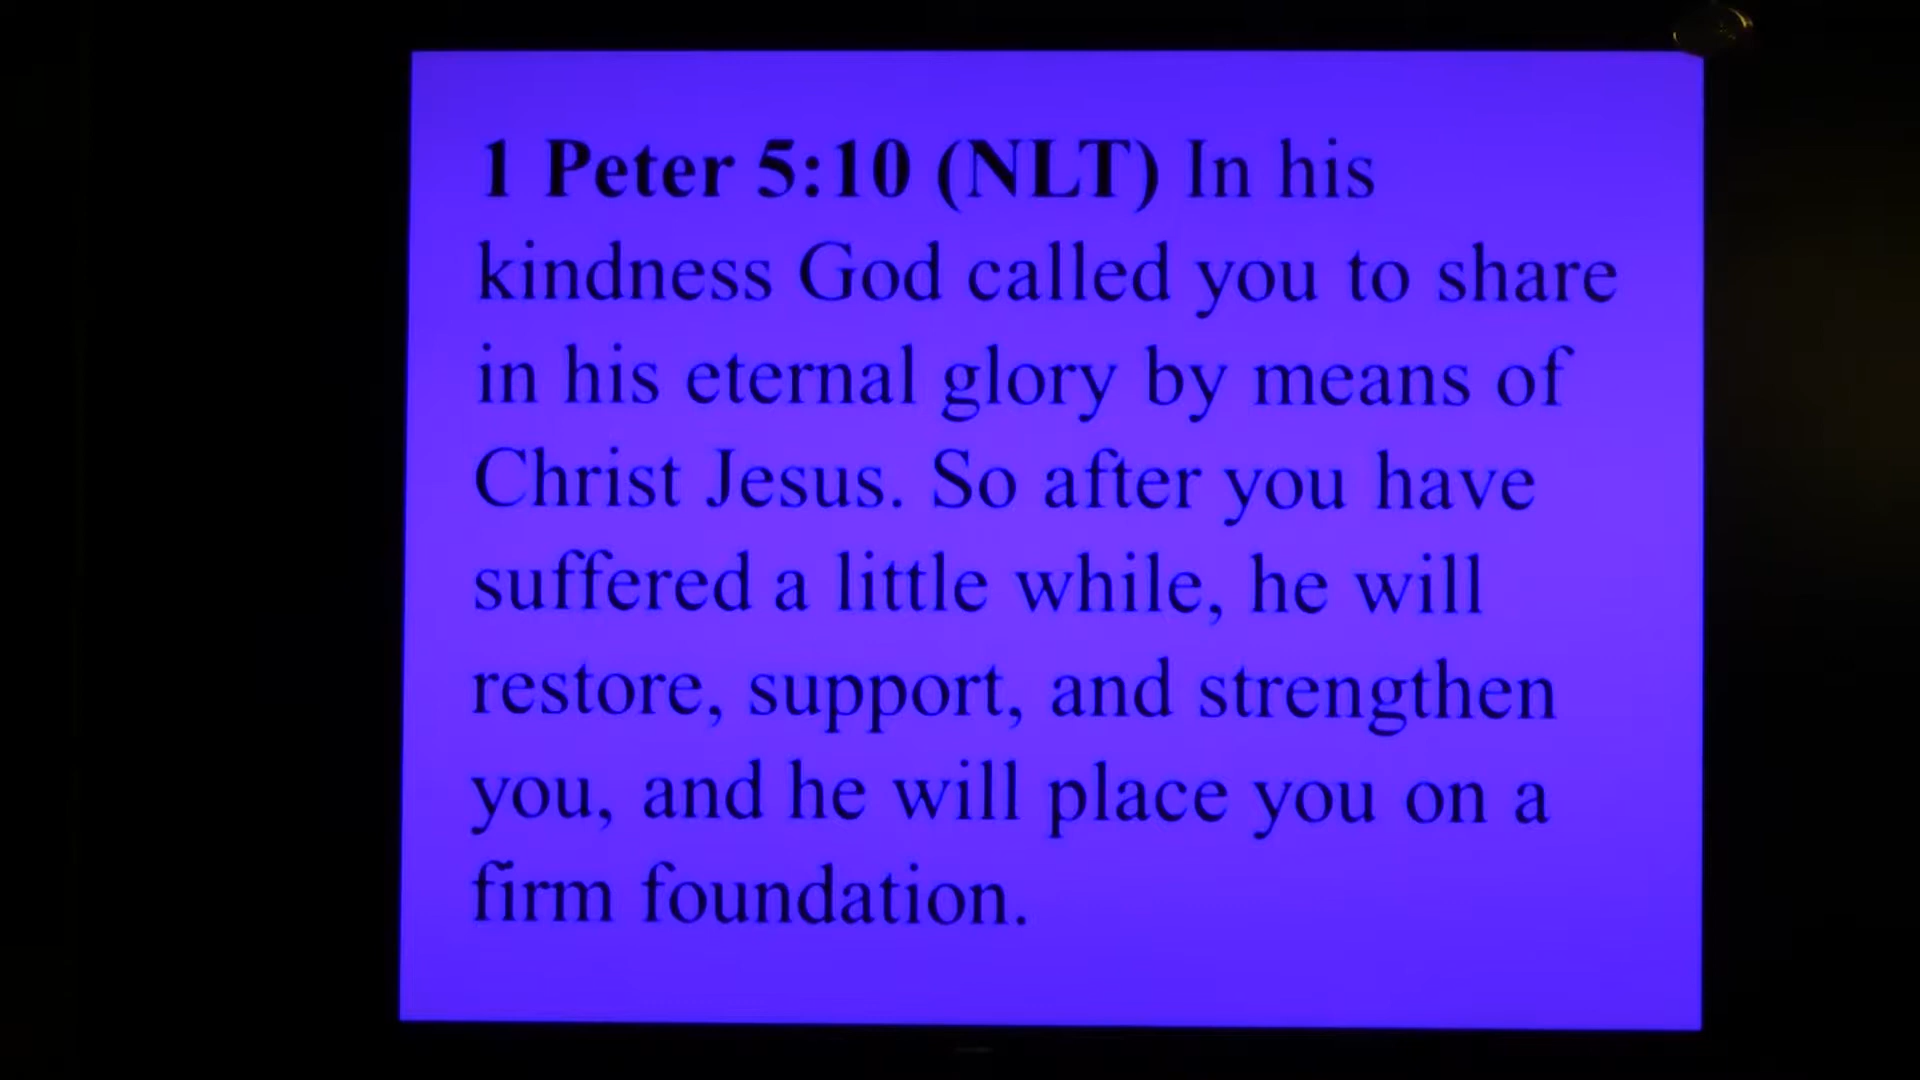 1 Peter 5:10 (NLT) In his
kindness God called you to share
in his eternal glory by means of
Christ Jesus. So after you have
suffered a little while, he will
restore, support, and strengthen
you, and he will place you on a
firm foundation.